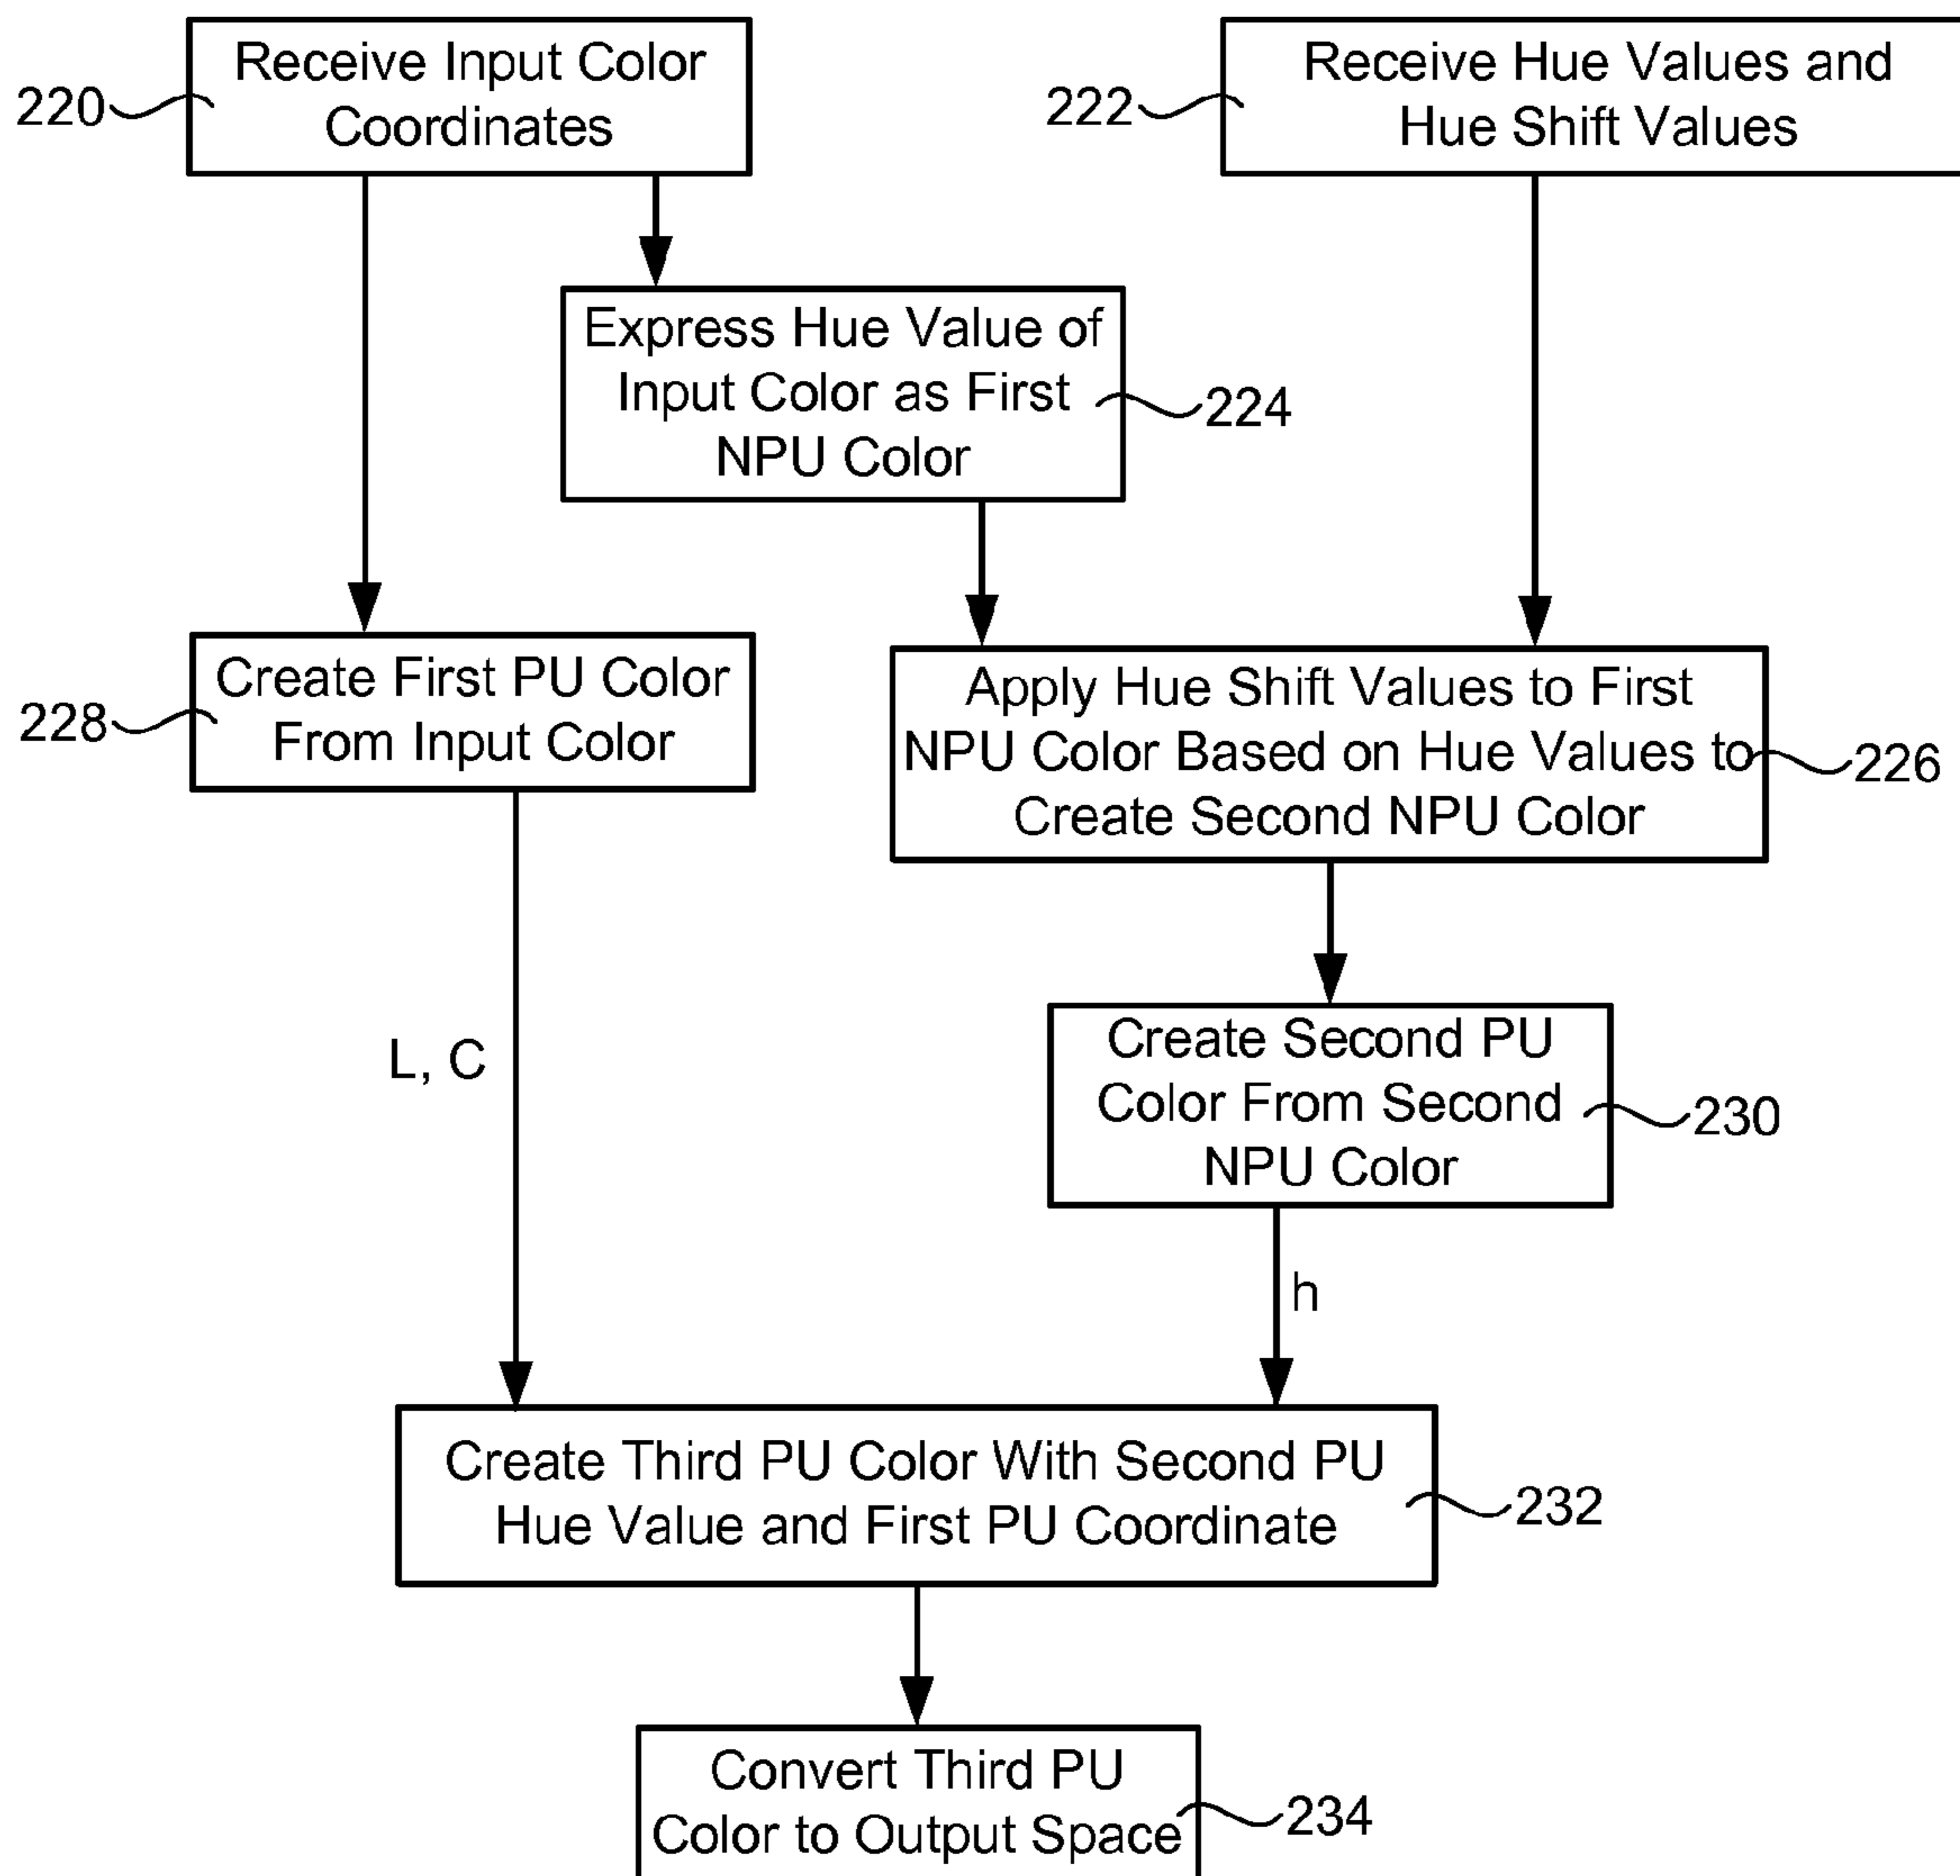 Receive Input Color
Coordinates
220
Receive Hue Values and
Hue Shift Values
222
Express Hue Value of
Input Color as First
NPU Color
224
Create First PU Color
From Input Color
228
Apply Hue Shift Values to First
NPU Color Based on Hue Values to
Create Second NPU Color
226
Create Second PU
Color From Second
NPU Color
230
L, C
h
Create Third PU Color With Second PU
Hue Value and First PU Coordinate
232
Convert Third PU
Color to Output Space
234